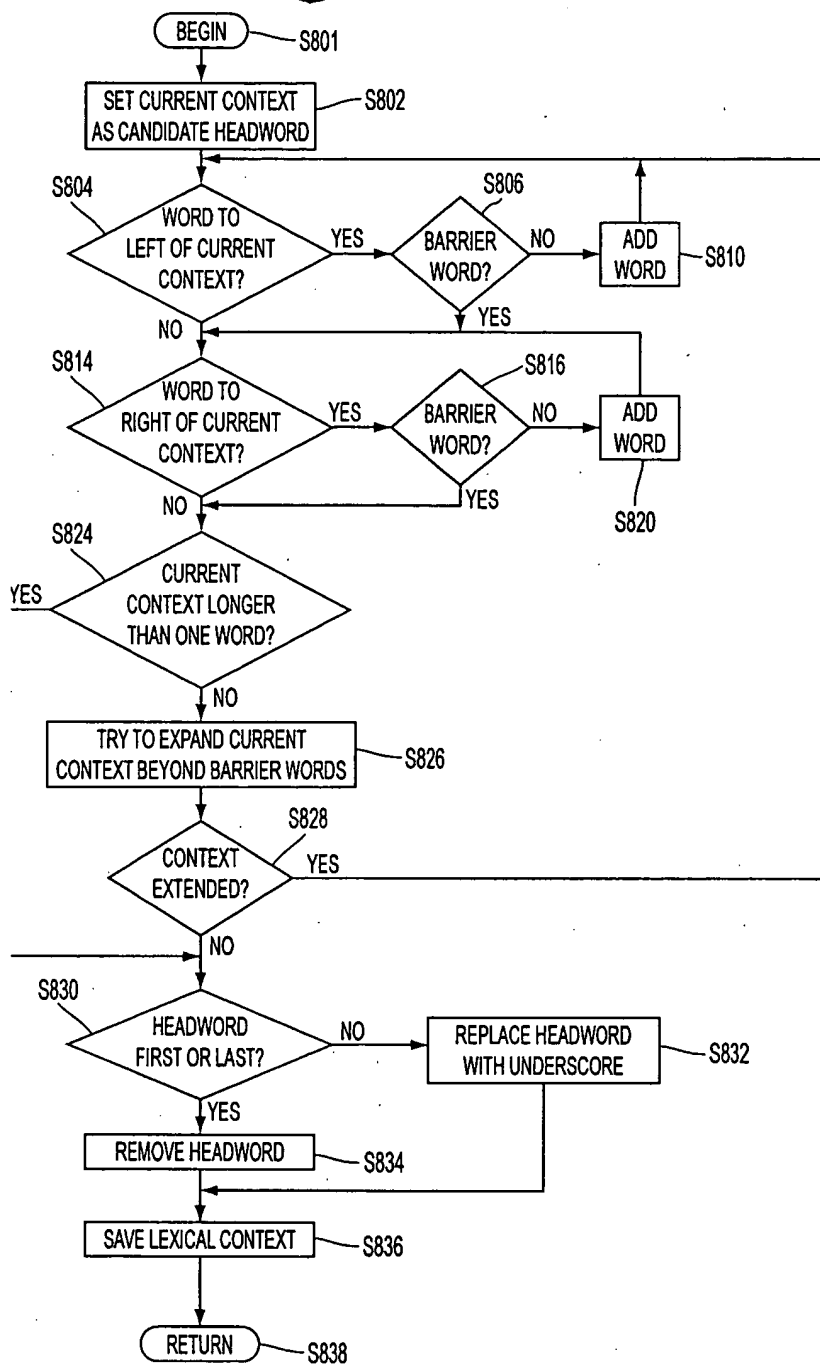 BEGIN
S801
SET CURRENT CONTEXT
AS CANDIDATE HEADWORD
S802
S804
WORD TO
LEFT OF CURRENT
CONTEXT?
YES
S806
BARRIER
WORD?
NO
ADD
WORD
S810
NO
YES
S814
WORD TO
RIGHT OF CURRENT
CONTEXT?
YES
S816
BARRIER
WORD?
NO
ADD
WORD
S820
NO
YES
S824
YES
CURRENT
CONTEXT LONGER
THAN ONE WORD?
NO
TRY TO EXPAND CURRENT
CONTEXT BEYOND BARRIER WORDS
S826
S828
CONTEXT
EXTENDED?
YES
NO
S830
HEADWORD
FIRST OR LAST?
NO
REPLACE HEADWORD
WITH UNDERSCORE
S832
YES
REMOVE HEADWORD
S834
SAVE LEXICAL CONTEXT
S836
RETURN
S838